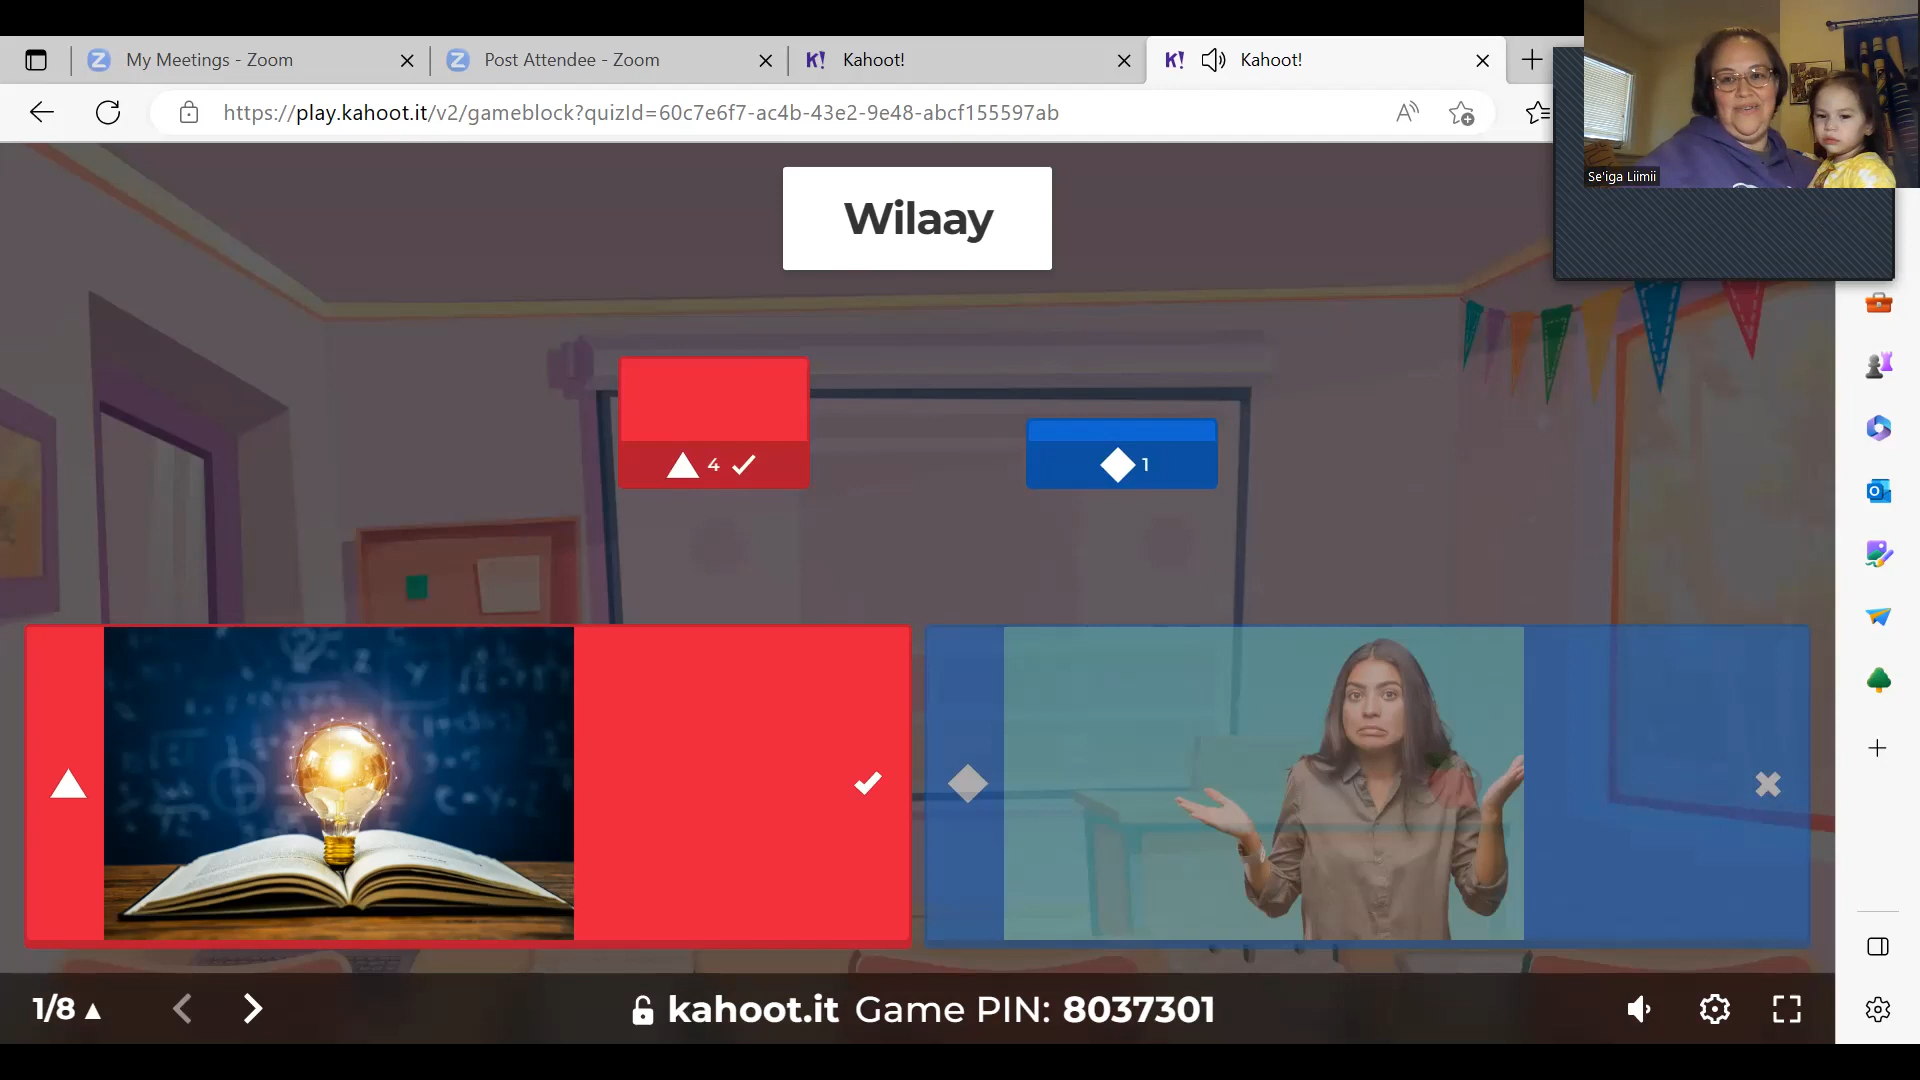 My Meetings - Zoom
Post Attendee - Zoom
Kahoot!
Kahoot!
https://play.kahoot.it/v2/gameblock?quizId=60c7e6f7-ac4b-43e2-9e48-abcf155597ab
Se'iga Liimii
Wilaay
4
1
1/8
kahoot.it Game PIN: 8037301